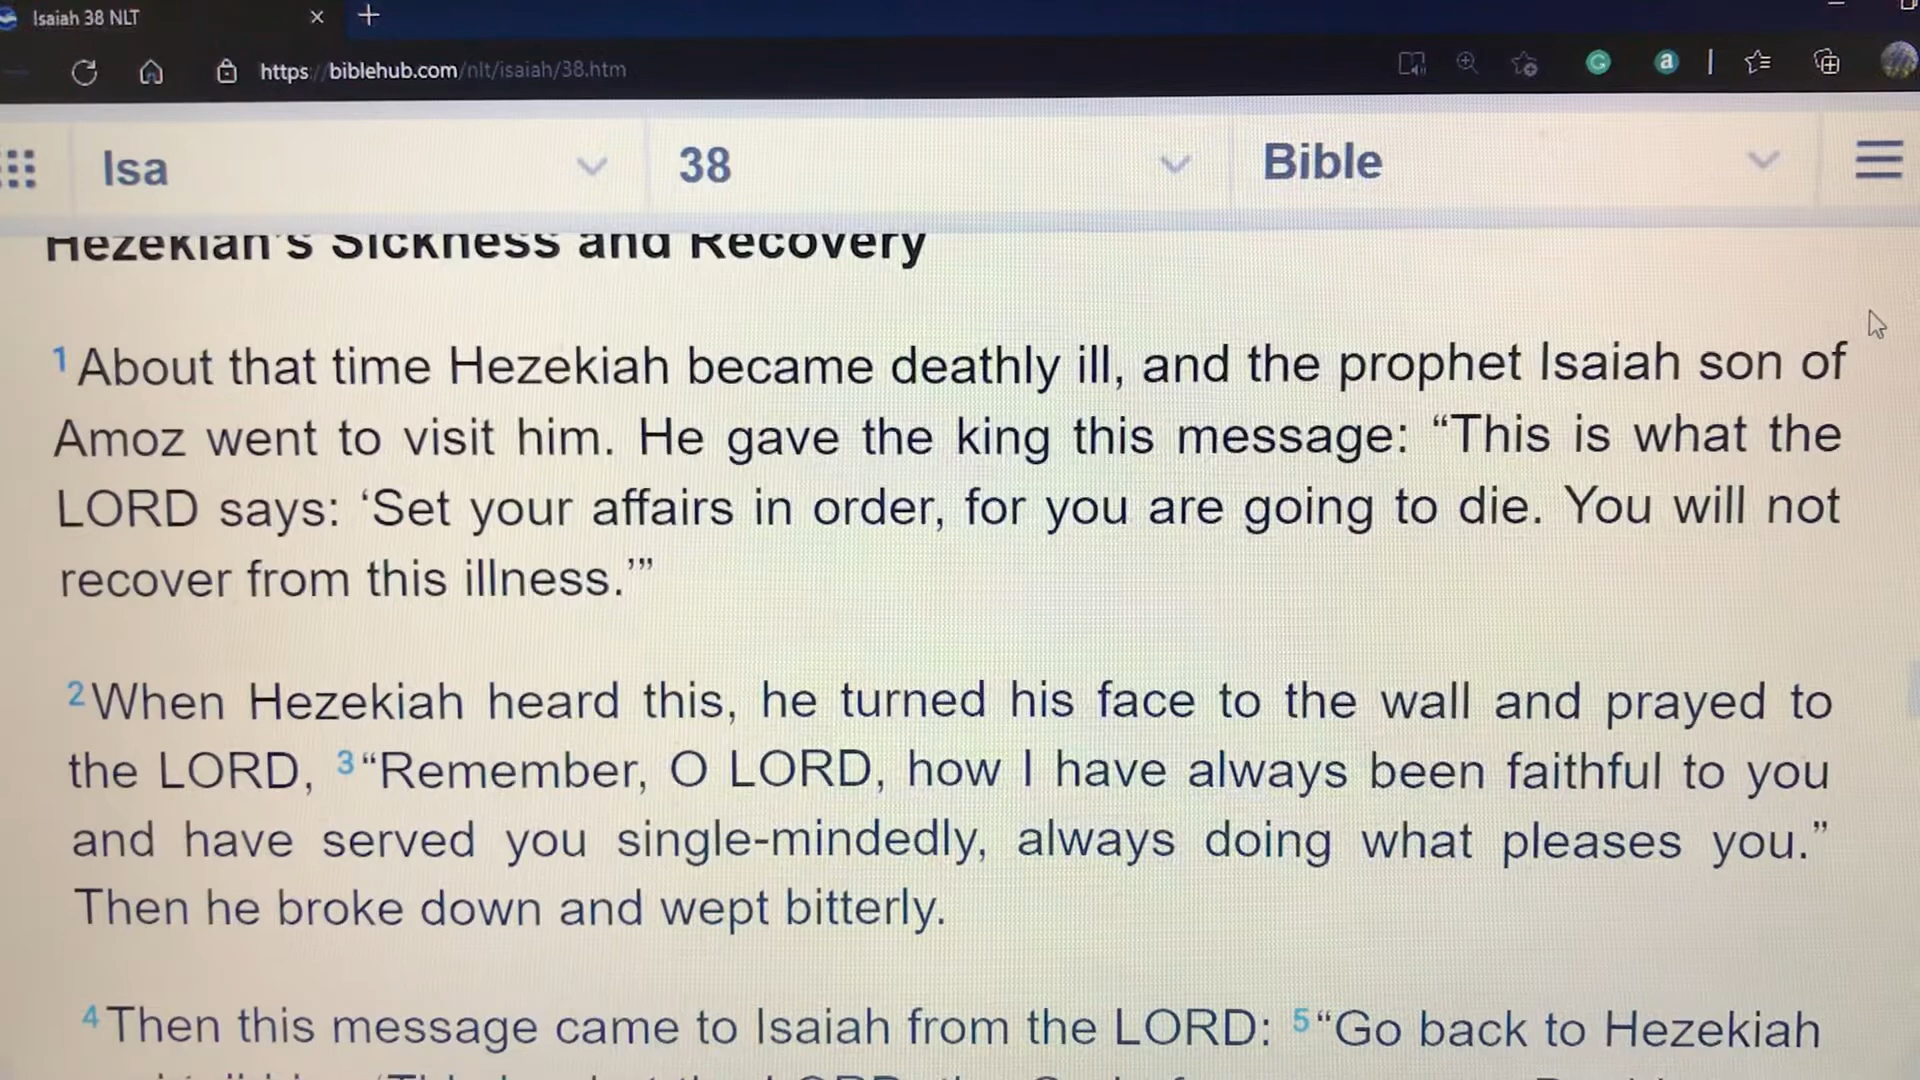 Isaiah 38 NLT
https://biblehub.com/nlt/isaiah/38.htm
Isa 38 Bible
Hezekiah's Sickness and Recovery
1 About that time Hezekiah became deathly ill, and the prophet Isaiah son of
Amoz went to visit him. He gave the king this message: “This is what the
LORD says: ‘Set your affairs in order, for you are going to die. You will not
recover from this illness.’”
2 When Hezekiah heard this, he turned his face to the wall and prayed to
the LORD, 3 “Remember, O LORD, how I have always been faithful to you
and have served you single-mindedly, always doing what pleases you.”
Then he broke down and wept bitterly.
4 Then this message came to Isaiah from the LORD: 5 “Go back to Hezekiah